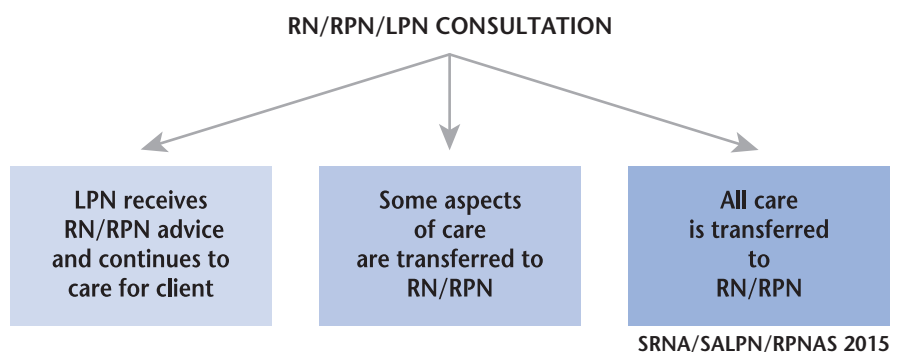 RN/RPN/LPN CONSULTATION
LPN receives
RN/RPN advice
and continues to
care for client
Some aspects
of care
are transferred to
RN/RPN
All care
is transferred
to
RN/RPN
SRNA/SALPN/RPNAS 2015